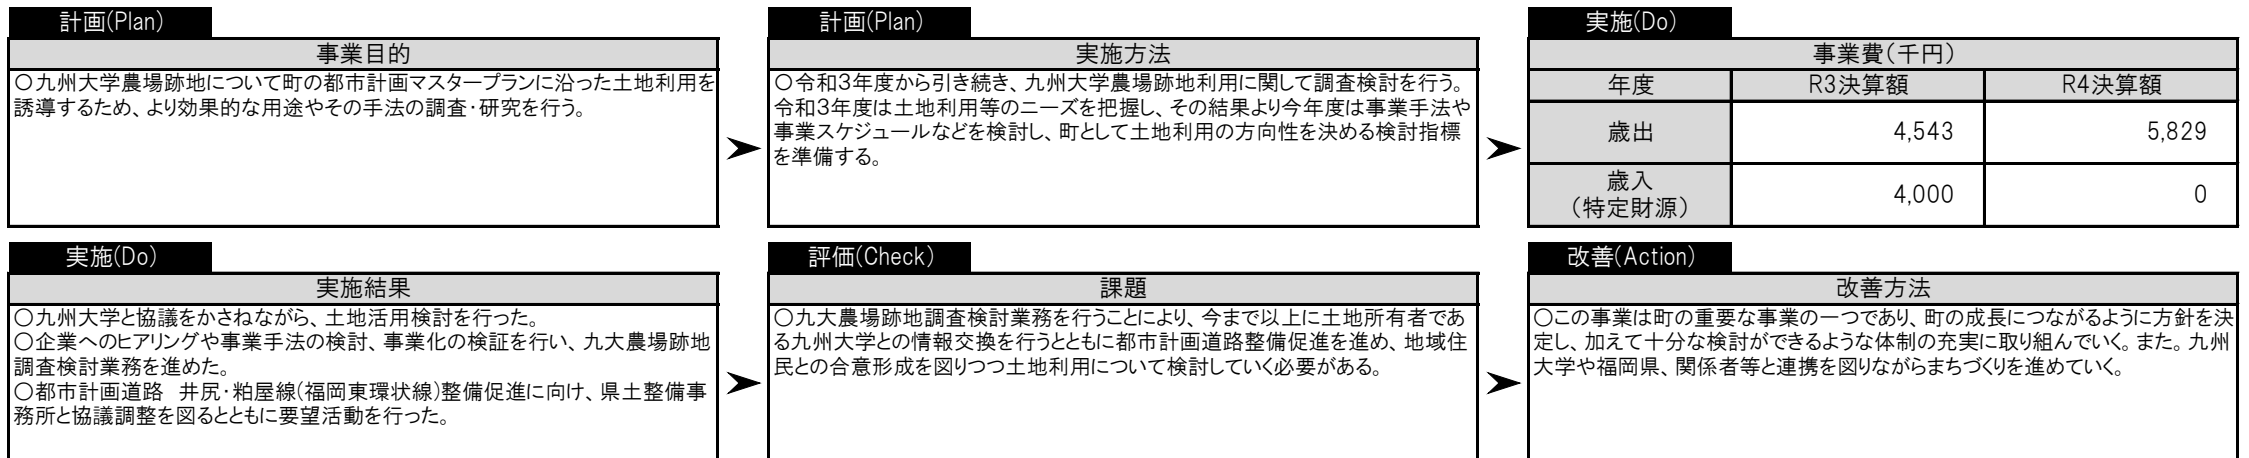 計画(Plan)
事業目的
○九州大学農場跡地について町の都市計画マスタープランに沿った土地利用を
誘導するため、より効果的な用途やその手法の調査・研究を行う。
計画(Plan)
実施方法
○令和3年度から引き続き、九州大学農場跡地利用に関して調査検討を行う。
令和3年度は土地利用等のニーズを把握し、その結果より今年度は事業手法や
事業スケジュールなどを検討し、町として土地利用の方向性を決める検討指標
を準備する。
実施(Do)
事業費(千円)
年度 R3決算額 R4決算額
歳出 4,543 5,829
歳入
(特定財源) 4,000 0
実施(Do)
実施結果
○九州大学と協議をかさねながら、土地活用検討を行った。
○企業へのヒアリングや事業手法の検討、事業化の検証を行い、九大農場跡地
調査検討業務を進めた。
○都市計画道路　井尻・粕屋線(福岡東環状線)整備促進に向け、県土整備事
務所と協議調整を図るとともに要望活動を行った。
評価(Check)
課題
○九大農場跡地調査検討業務を行うことにより、今まで以上に土地所有者であ
る九州大学との情報交換を行うとともに都市計画道路整備促進を進め、地域住
民との合意形成を図りつつ土地利用について検討していく必要がある。
改善(Action)
改善方法
○この事業は町の重要な事業の一つであり、町の成長につながるように方針を決
定し、加えて十分な検討ができるような体制の充実に取り組んでいく。また。九州
大学や福岡県、関係者等と連携を図りながらまちづくりを進めていく。